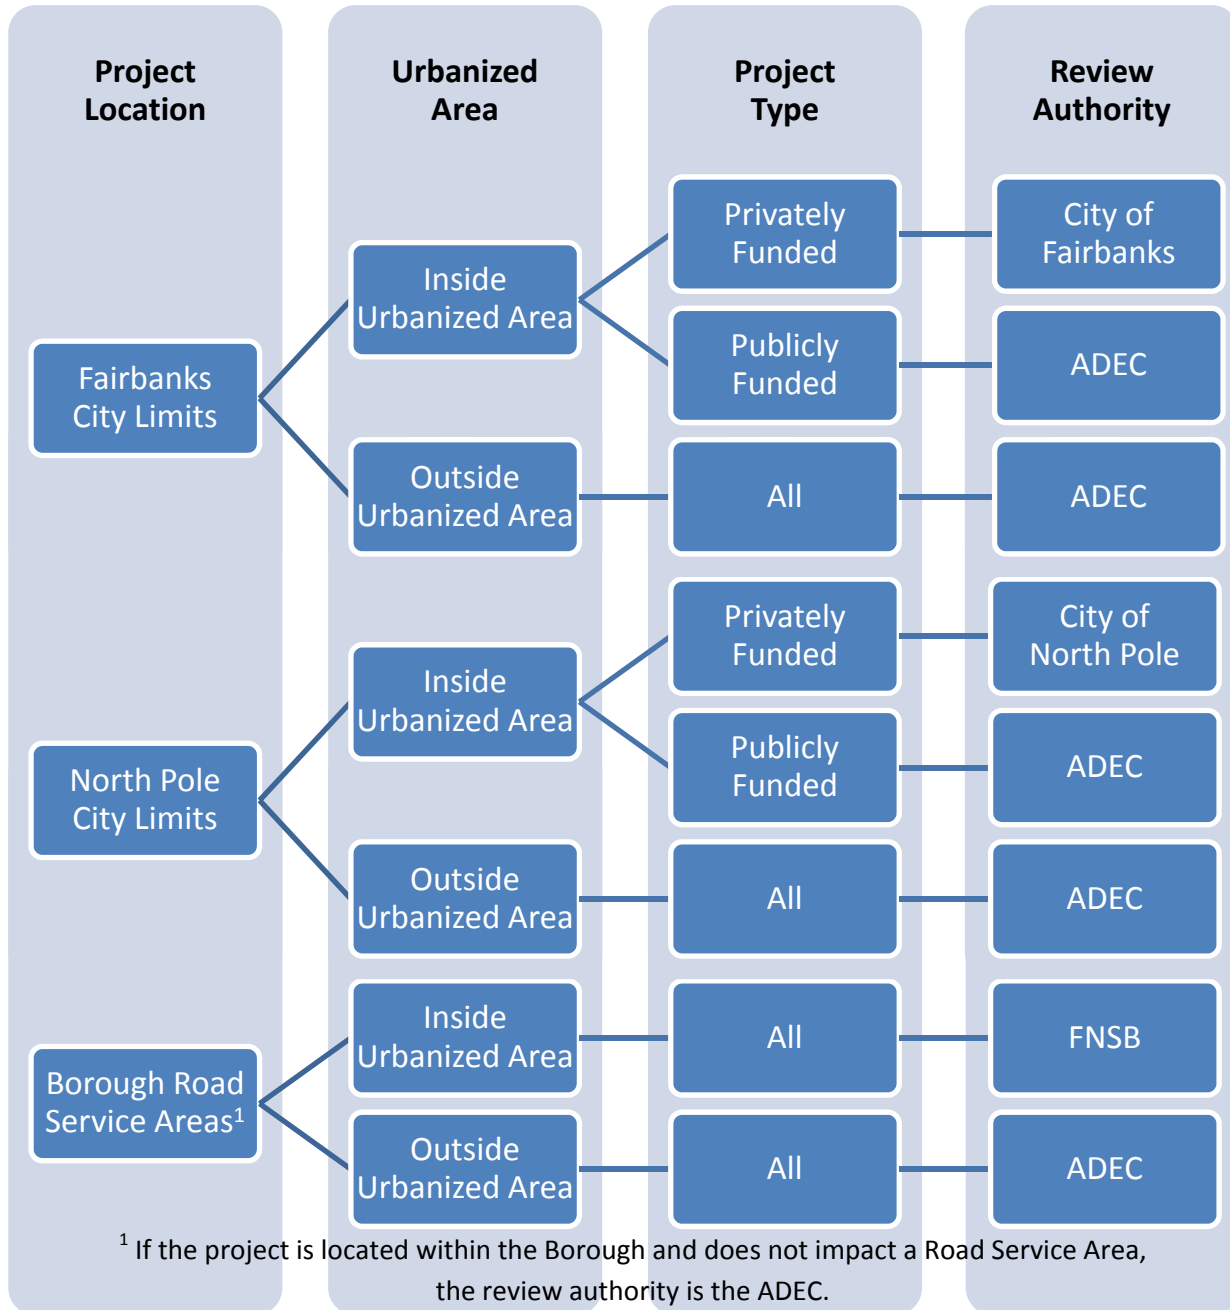 Project
Location
Urbanized
Area
Project
Type
Review
Authority
Fairbanks
City Limits
Inside
Urbanized Area
Privately
Funded
City of
Fairbanks
Publicly
Funded
ADEC
Outside
Urbanized Area
All
ADEC
North Pole
City Limits
Inside
Urbanized Area
Privately
Funded
City of
North Pole
Publicly
Funded
ADEC
Outside
Urbanized Area
All
ADEC
Borough Road
Service Areas¹
Inside
Urbanized Area
All
FNSB
Outside
Urbanized Area
All
ADEC
¹ If the project is located within the Borough and does not impact a Road Service Area,
the review authority is the ADEC.